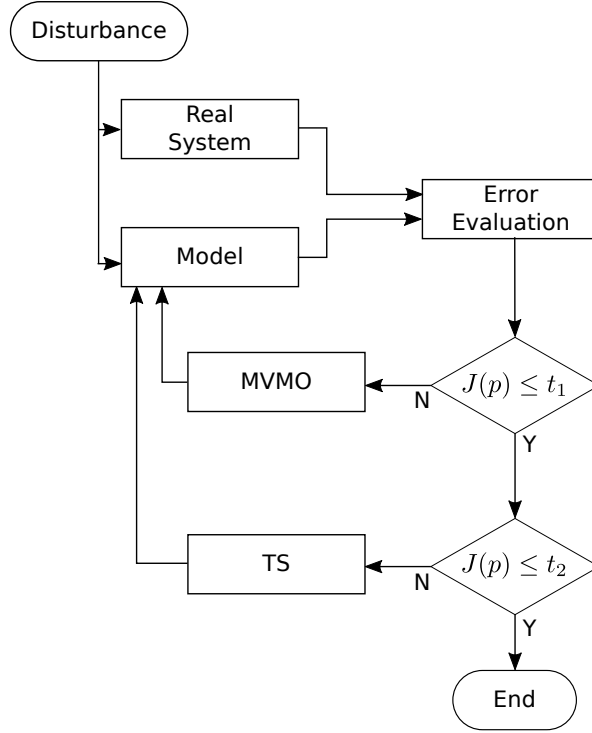 Disturbance
Real
System
Error
Evaluation
Model
MVMO
J(p) ≤ t₁
N
Y
TS
J(p) ≤ t₂
N
Y
End